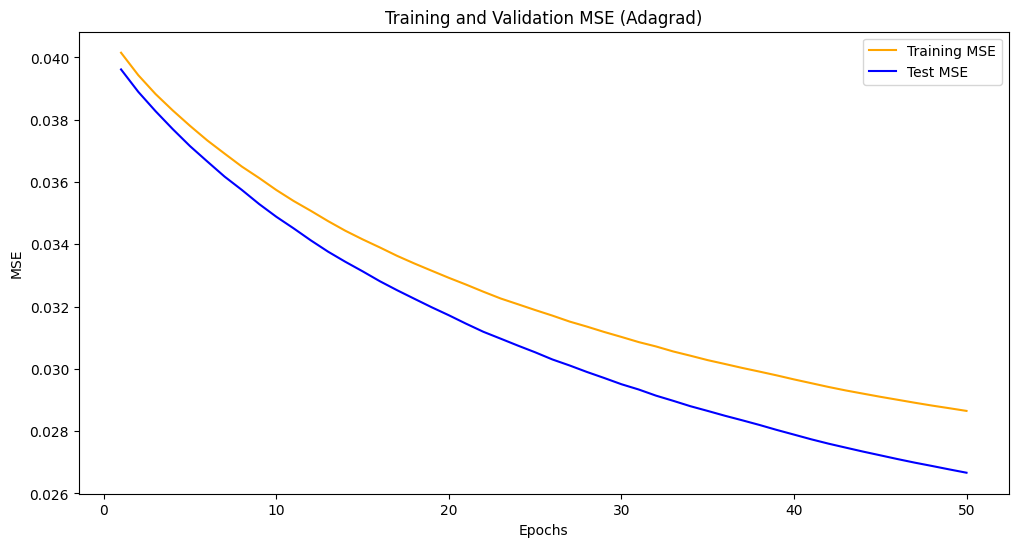 Training and Validation MSE (Adagrad)
Training MSE
Test MSE
0.040
0.038
0.036
0.034
0.032
0.030
0.028
0.026
MSE
0
10
20
30
40
50
Epochs